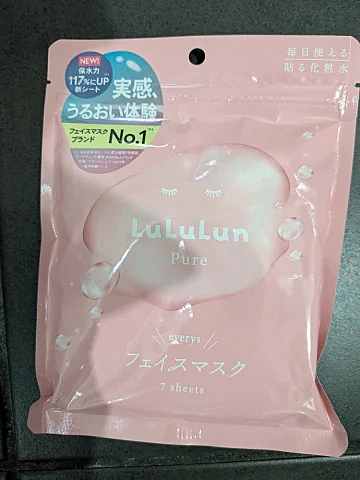 NEW!
保水力
117%にUP
新シート
実感、
うるおい体験
フェイスマスク
ブランド
No.1
毎日使える
貼る化粧水
LuLuLun
Pure
everys
フェイスマスク
7 sheets